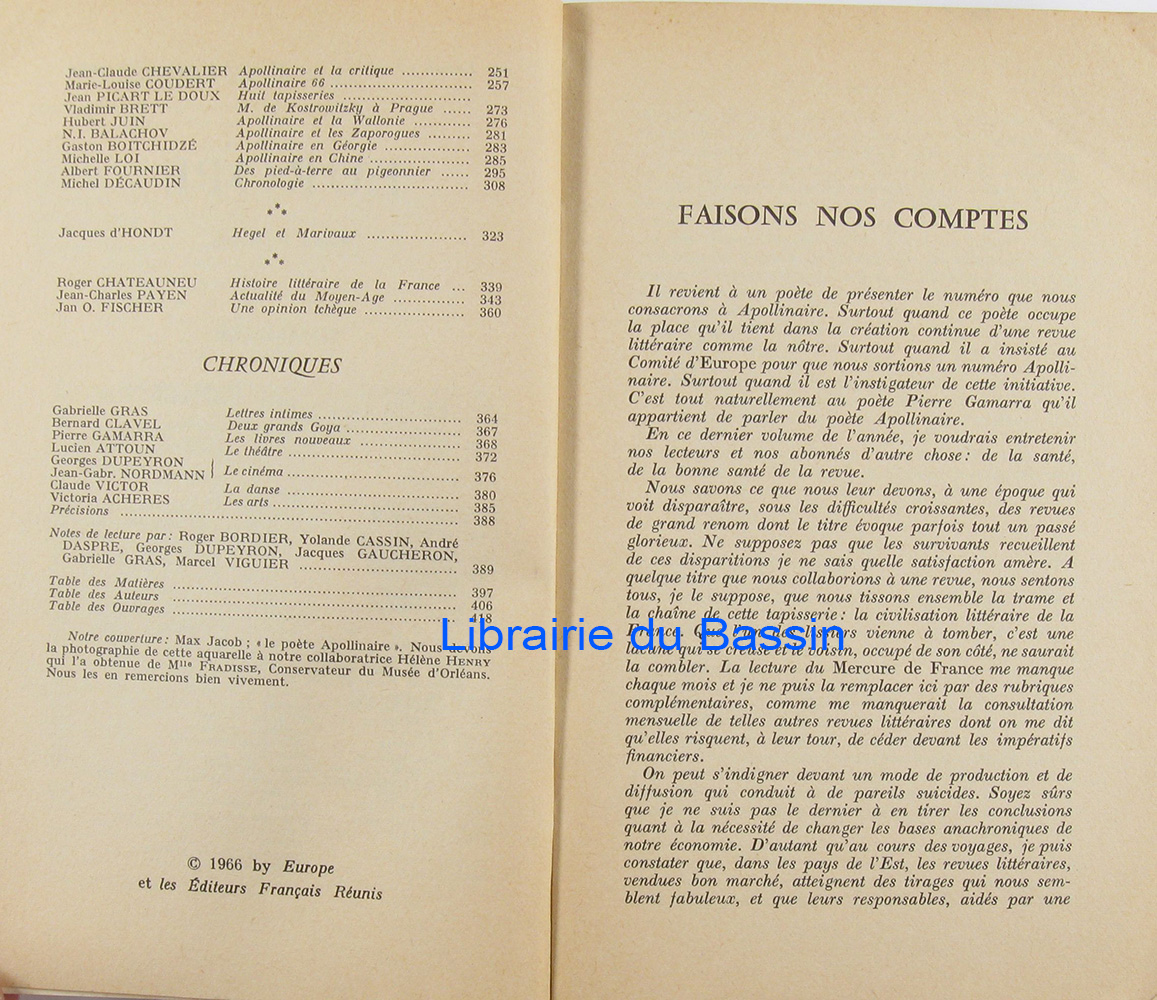 Jean-Claude CHEVALIER Apollinaire et la critique ............... 251
Marie-Louise COUDERT Apollinaire 66 .............................. 257
Jean PICART LE DOUX Huit tapisseries ..........................
Vladimir BRETT M. de Kostrowitzky à Prague ...... 273
Hubert JUIN Apollinaire et la Wallonie ............ 276
N.I. BALACHOV Apollinaire et les Zaporogues ......... 281
Gaston BOITCHIDZÉ Apollinaire en Géorgie ................. 283
Michelle LOI Apollinaire en Chine .................... 285
Albert FOURNIER Des pied-à-terre au pigeonnier ...... 295
Michel DÉCAUDIN Chronologie ................................. 308
***
Jacques d'HONDT Hegel et Marivaux ..................... 323
***
Roger CHATEAUNEU Histoire littéraire de la France ... 339
Jean-Charles PAYEN Actualité du Moyen-Age ............... 343
Jan O. FISCHER Une opinion tchèque ..................... 360
CHRONIQUES
Gabrielle GRAS Lettres intimes .............................. 364
Bernard CLAVEL Deux grands Goya ......................... 367
Pierre GAMARRA Les livres nouveaux ..................... 368
Lucien ATTOUN Le théâtre ................................... 372
Georges DUPEYRON
Jean-Gabr. NORDMANN } Le cinéma ................................... 376
Claude VICTOR La danse ..................................... 380
Victoria ACHERES Les arts ...................................... 385
Précisions .................................................................. 388
Notes de lecture par : Roger BORDIER, Yolande CASSIN, André
DASPRE, Georges DUPEYRON, Jacques GAUCHERON,
Gabrielle GRAS, Marcel VIGUIER ................................. 389
Table des Matières ......................................................... 397
Table des Auteurs ......................................................... 406
Table des Ouvrages ......................................................... 418
Notre couverture : Max Jacob ; « le poète Apollinaire ». Nous devons
la photographie de cette aquarelle à notre collaboratrice Hélène HENRY
qui l'a obtenue de Mlle FRADISSE, Conservateur du Musée d'Orléans.
Nous les en remercions bien vivement.
© 1966 by Europe
et les Éditeurs Français Réunis
FAISONS NOS COMPTES
Il revient à un poète de présenter le numéro que nous
consacrons à Apollinaire. Surtout quand ce poète occupe
la place qu'il tient dans la création continue d'une revue
littéraire comme la nôtre. Surtout quand il a insisté au
Comité d'Europe pour que nous sortions un numéro Apolli-
naire. Surtout quand il est l'instigateur de cette initiative.
C'est tout naturellement au poète Pierre Gamarra qu'il
appartient de parler du poète Apollinaire.
En ce dernier volume de l'année, je voudrais entretenir
nos lecteurs et nos abonnés d'autre chose : de la santé,
de la bonne santé de la revue.
Nous savons ce que nous leur devons, à une époque qui
voit disparaître, sous les difficultés croissantes, des revues
de grand renom dont le titre évoque parfois tout un passé
glorieux. Ne supposez pas que les survivants recueillent
de ces disparitions je ne sais quelle satisfaction amère. A
quelque titre que nous collaborions à une revue, nous sentons
tous, je le suppose, que nous tissons ensemble la trame et
la chaîne de cette tapisserie : la civilisation littéraire de la
France. Que l'un des lissiers vienne à tomber, c'est une
lacune qui se creuse et le voisin, occupé de son côté, ne saurait
la combler. La lecture du Mercure de France me manque
chaque mois et je ne puis la remplacer ici par des rubriques
complémentaires, comme me manquerait la consultation
mensuelle de telles autres revues littéraires dont on me dit
qu'elles risquent, à leur tour, de céder devant les impératifs
financiers.
On peut s'indigner devant un mode de production et de
diffusion qui conduit à de pareils suicides. Soyez sûrs
que je ne suis pas le dernier à en tirer les conclusions
quant à la nécessité de changer les bases anachroniques de
notre économie. D'autant qu'au cours des voyages, je puis
constater que, dans les pays de l'Est, les revues littéraires,
vendues bon marché, atteignent des tirages qui nous sem-
blent fabuleux, et que leurs responsables, aidés par une
Librairie du Bassin